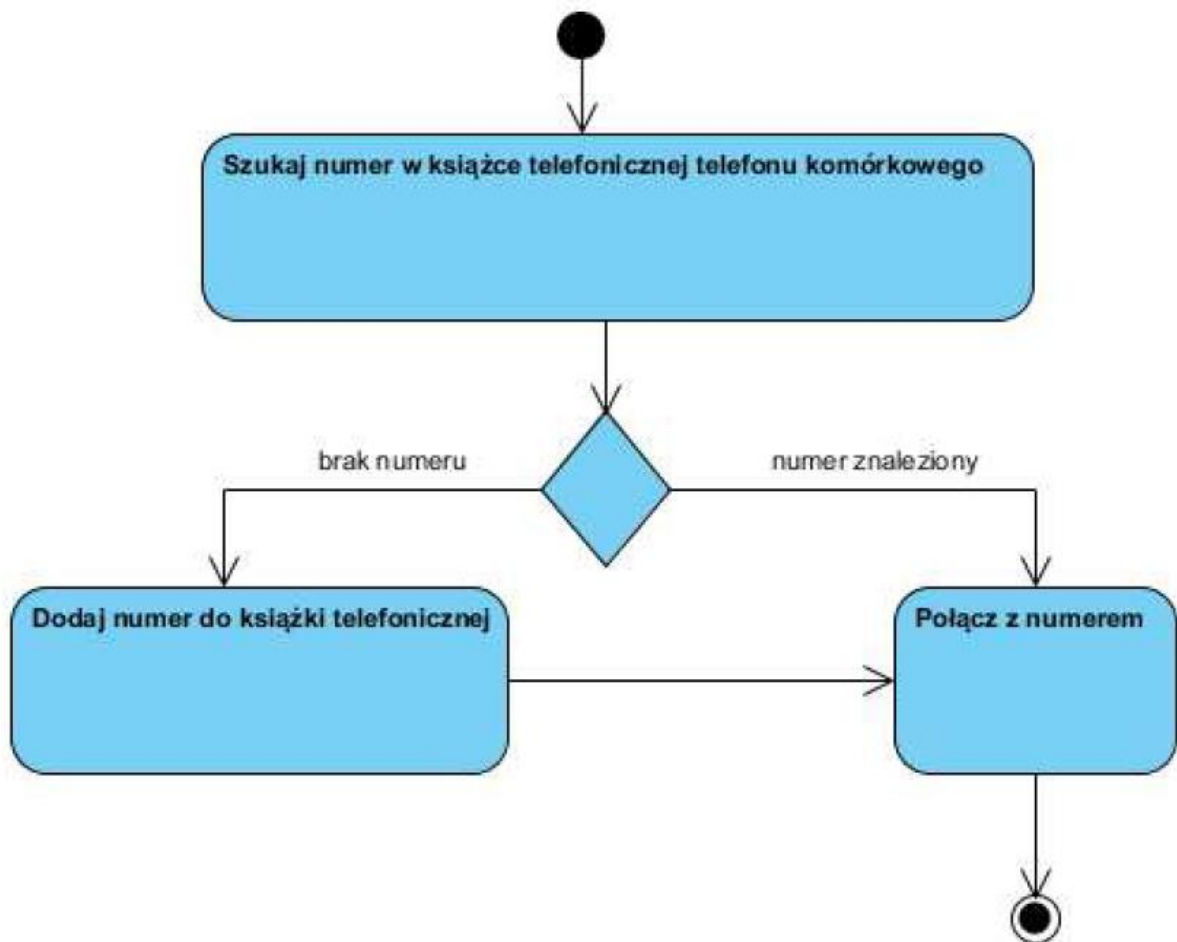 Szukaj numer w książce telefonicznej telefonu komórkowego
brak numeru
numer znaleziony
Dodaj numer do książki telefonicznej
Połącz z numerem